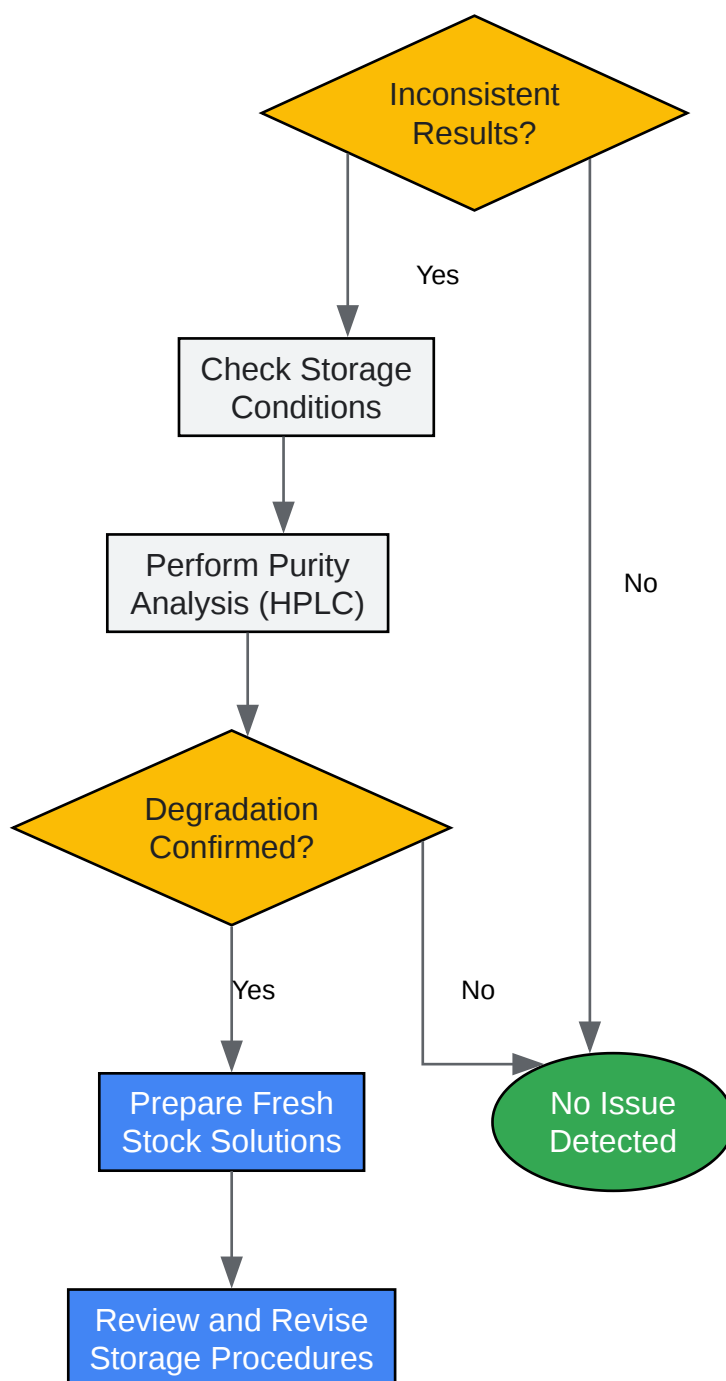 Inconsistent
Results?
Yes
Check Storage
Conditions
Perform Purity
Analysis (HPLC)
No
Degradation
Confirmed?
Yes
No
Prepare Fresh
Stock Solutions
No Issue
Detected
Review and Revise
Storage Procedures